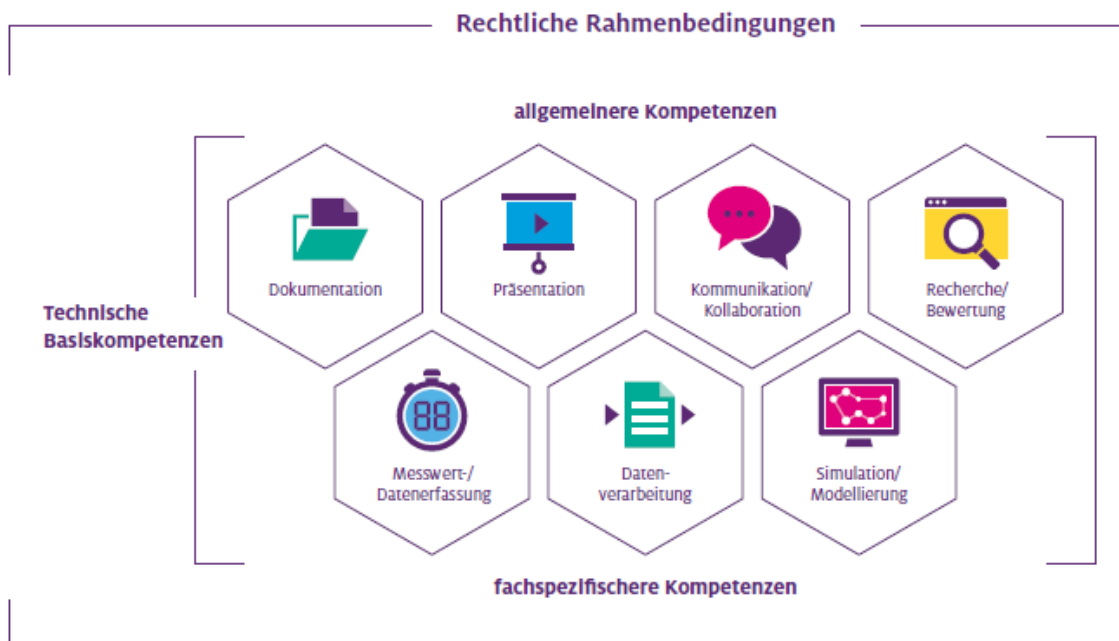 Rechtliche Rahmenbedingungen
allgemeinere Kompetenzen
Dokumentation
Präsentation
Kommunikation/
Kollaboration
Recherche/
Bewertung
Technische
Basiskompetenzen
88
Messwert-/
Datenerfassung
Daten-
verarbeitung
Simulation/
Modellierung
fachspezifischere Kompetenzen